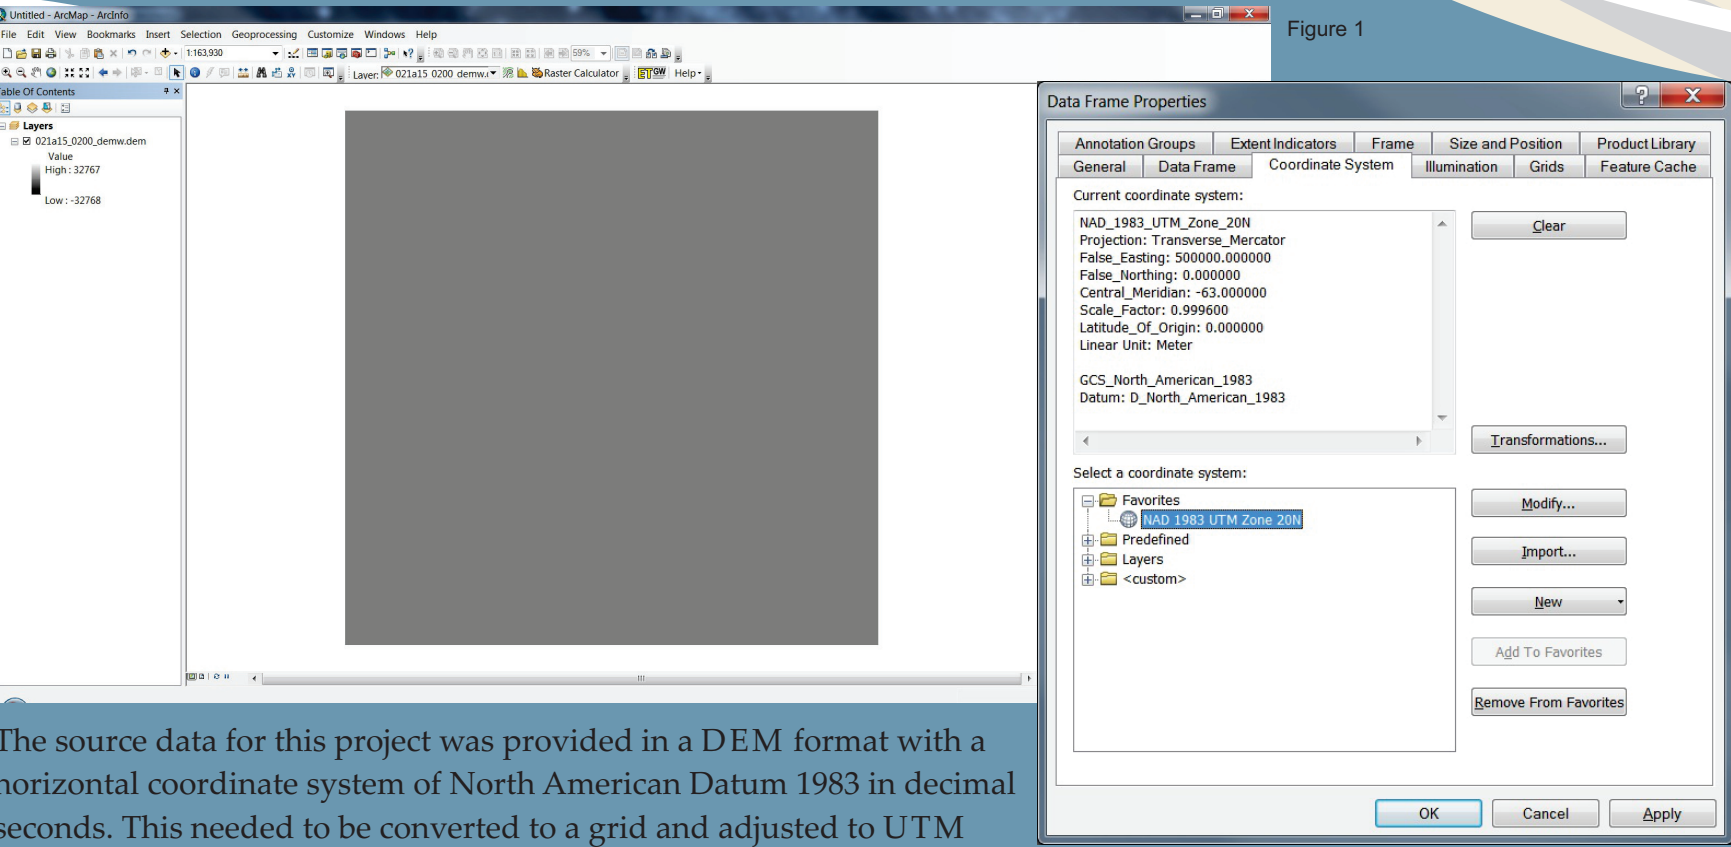 Untitled - ArcMap - ArcInfo
File Edit View Bookmarks Insert Selection Geoprocessing Customize Windows Help
1:163,930
59%
Layer: 021a15 0200 demw.
Raster Calculator
ET GW Help
Table Of Contents
Layers
021a15_0200_demw.dem
Value
High : 32767
Low : -32768
Figure 1
Data Frame Properties
Annotation Groups Extent Indicators Frame Size and Position Product Library
General Data Frame Coordinate System Illumination Grids Feature Cache
Current coordinate system:
NAD_1983_UTM_Zone_20N
Projection: Transverse_Mercator
False_Easting: 500000.000000
False_Northing: 0.000000
Central_Meridian: -63.000000
Scale_Factor: 0.999600
Latitude_Of_Origin: 0.000000
Linear Unit: Meter
GCS_North_American_1983
Datum: D_North_American_1983
Clear
Transformations...
Select a coordinate system:
Favorites
NAD 1983 UTM Zone 20N
Predefined
Layers
<custom>
Modify...
Import...
New
Add To Favorites
Remove From Favorites
OK Cancel Apply
The source data for this project was provided in a DEM format with a
horizontal coordinate system of North American Datum 1983 in decimal
seconds. This needed to be converted to a grid and adjusted to UTM